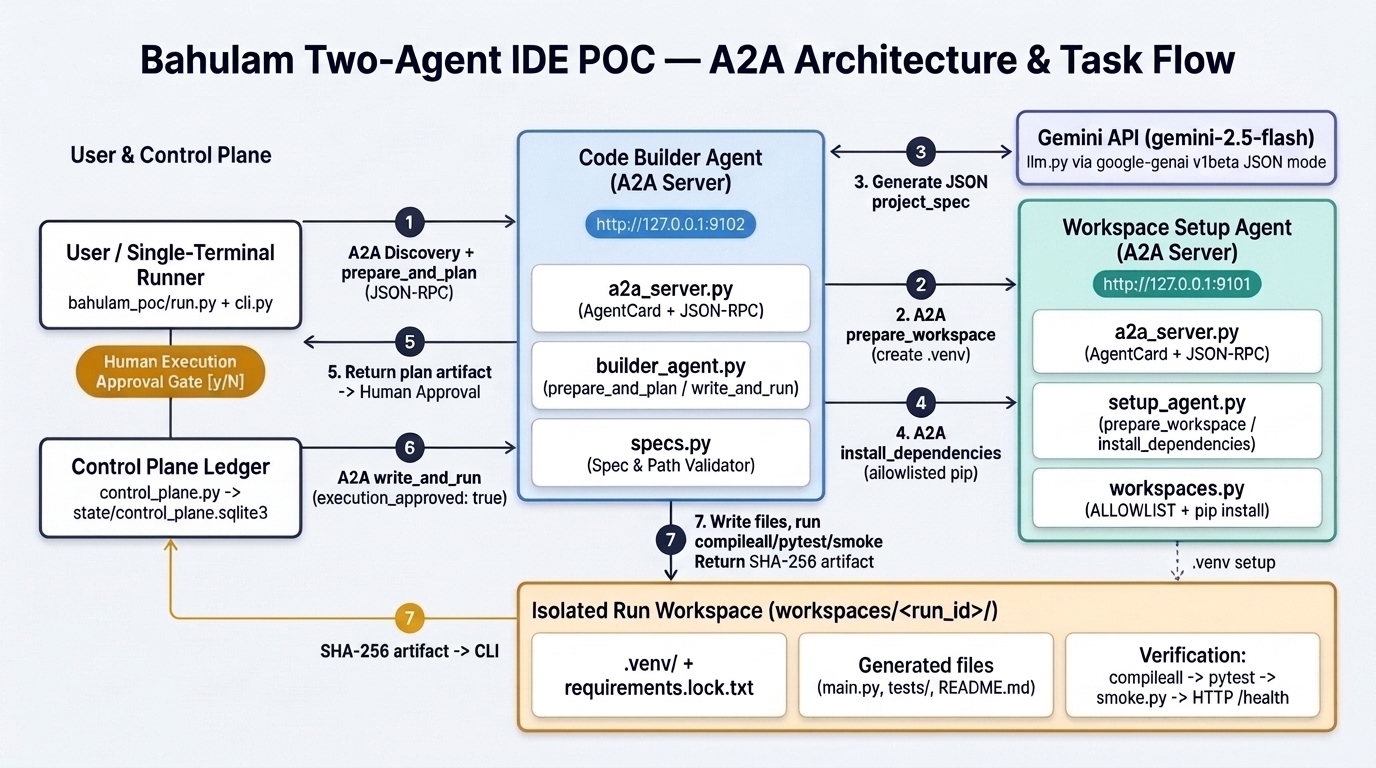 Bahulam Two-Agent IDE POC — A2A Architecture & Task Flow
User & Control Plane
User / Single-Terminal
Runner
bahulam_poc/run.py + cli.py
Human Execution
Approval Gate [y/N]
Control Plane Ledger
control_plane.py ->
state/control_plane.sqlite3
1
A2A Discovery +
prepare_and_plan
(JSON-RPC)
5
5. Return plan artifact
-> Human Approval
6
A2A write_and_run
(execution_approved: true)
7
SHA-256 artifact -> CLI
Code Builder Agent
(A2A Server)
http://127.0.0.1:9102
a2a_server.py
(AgentCard + JSON-RPC)
builder_agent.py
(prepare_and_plan / write_and_run)
specs.py
(Spec & Path Validator)
3
3. Generate JSON
project_spec
2
2. A2A
prepare_workspace
(create .venv)
4
4. A2A
install_dependencies
(allowlisted pip)
7
7. Write files, run
compileall/pytest/smoke
Return SHA-256 artifact
Gemini API (gemini-2.5-flash)
llm.py via google-genai v1beta JSON mode
Workspace Setup Agent
(A2A Server)
http://127.0.0.1:9101
a2a_server.py
(AgentCard + JSON-RPC)
setup_agent.py
(prepare_workspace /
install_dependencies)
workspaces.py
(ALLOWLIST + pip install)
.venv setup
Isolated Run Workspace (workspaces/<run_id>/)
.venv/ +
requirements.lock.txt
Generated files
(main.py, tests/, README.md)
Verification:
compileall -> pytest ->
smoke.py -> HTTP /health